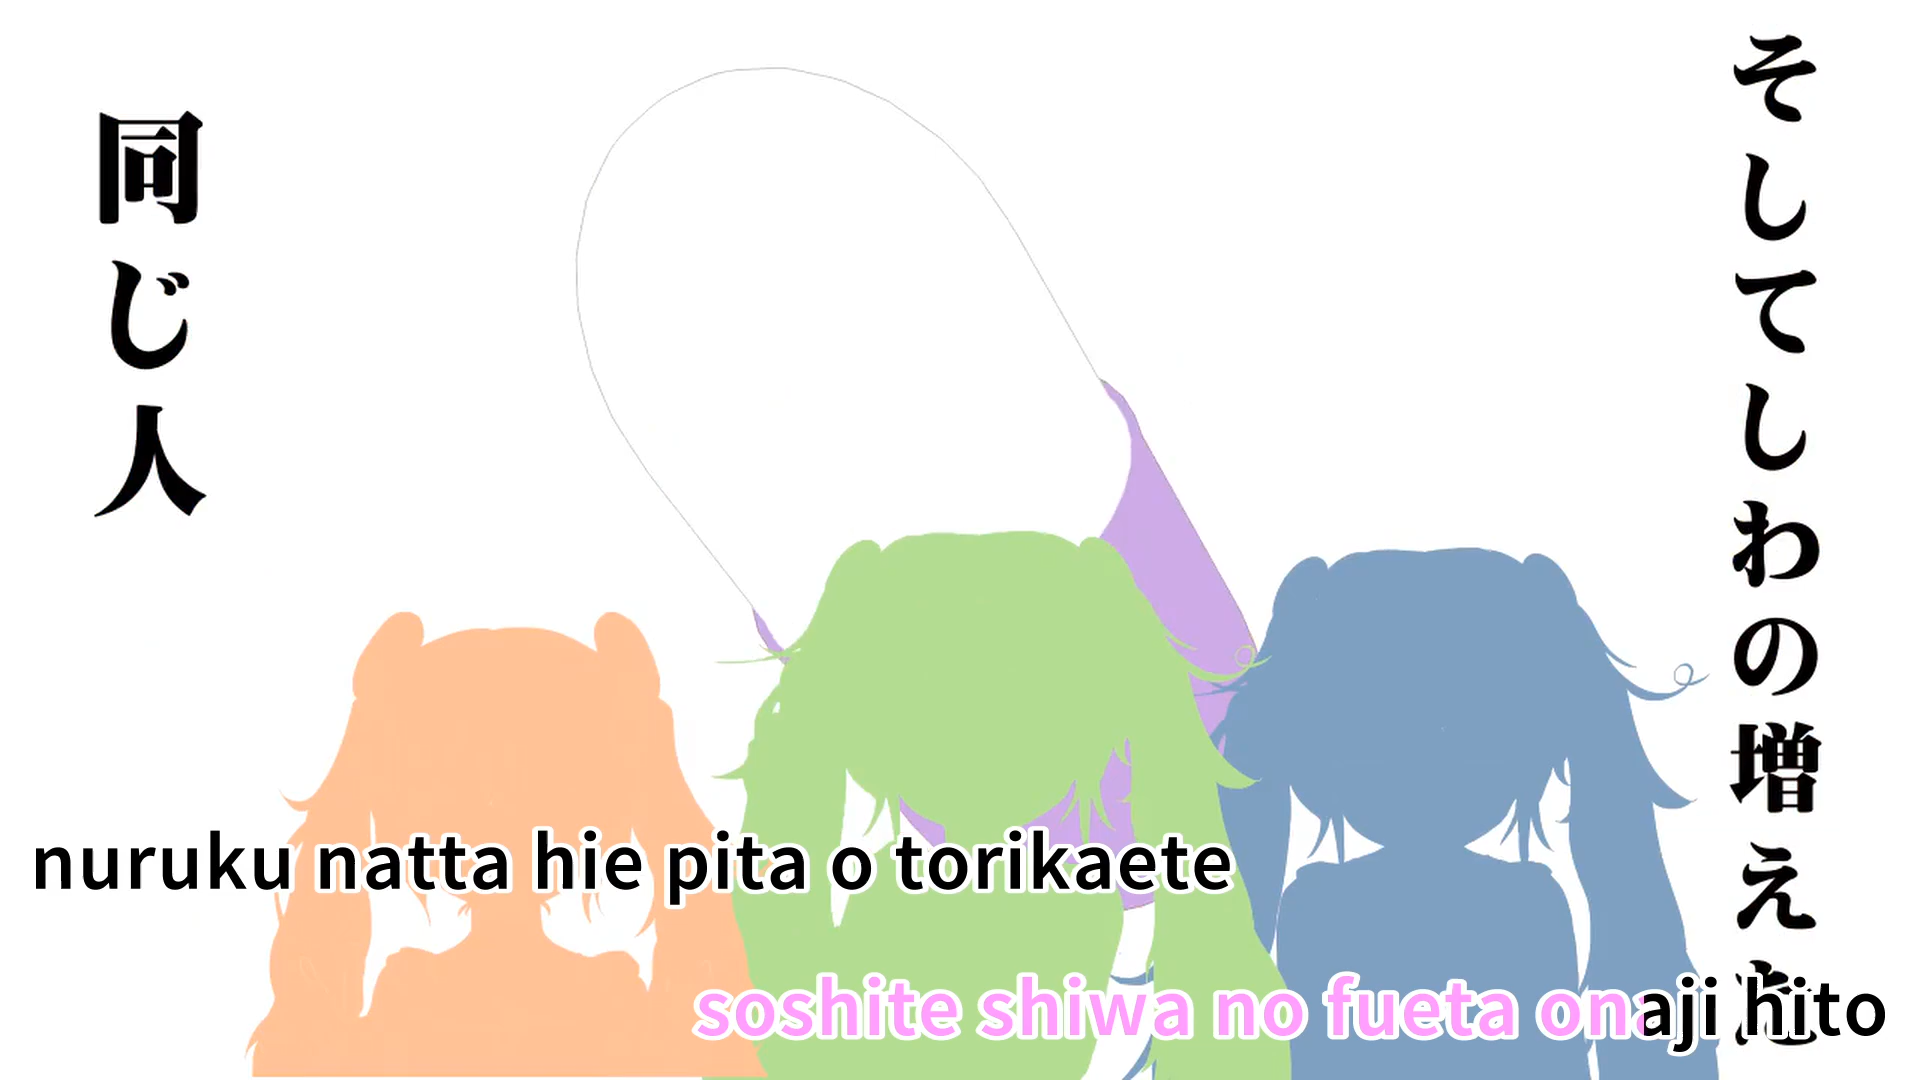 そしてしわの増えた
同じ人
nuruku natta hie pita o torikaete
soshite shiwa no fueta onaji hito